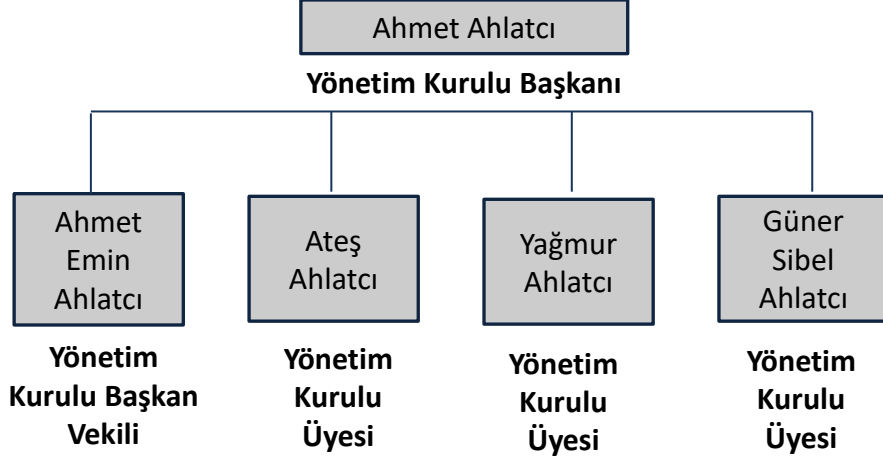 Ahmet Ahlatcı
Yönetim Kurulu Başkanı
Ahmet
Emin
Ahlatcı
Yönetim
Kurulu Başkan
Vekili
Ateş
Ahlatcı
Yönetim
Kurulu
Üyesi
Yağmur
Ahlatcı
Yönetim
Kurulu
Üyesi
Güner
Sibel
Ahlatcı
Yönetim
Kurulu
Üyesi